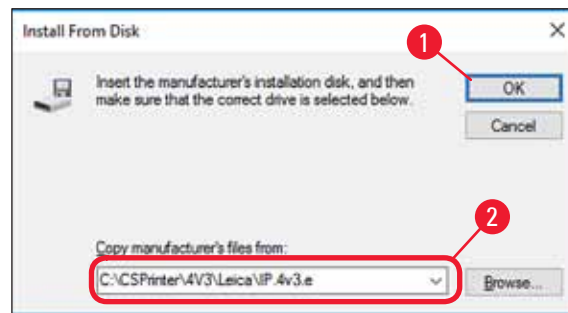 Install From Disk
1
Insert the manufacturer's installation disk, and then
make sure that the correct drive is selected below.
OK
Cancel
2
Copy manufacturer's files from:
C:\CSPrinter\4V3\Leica\IP.4v3.e
Browse...